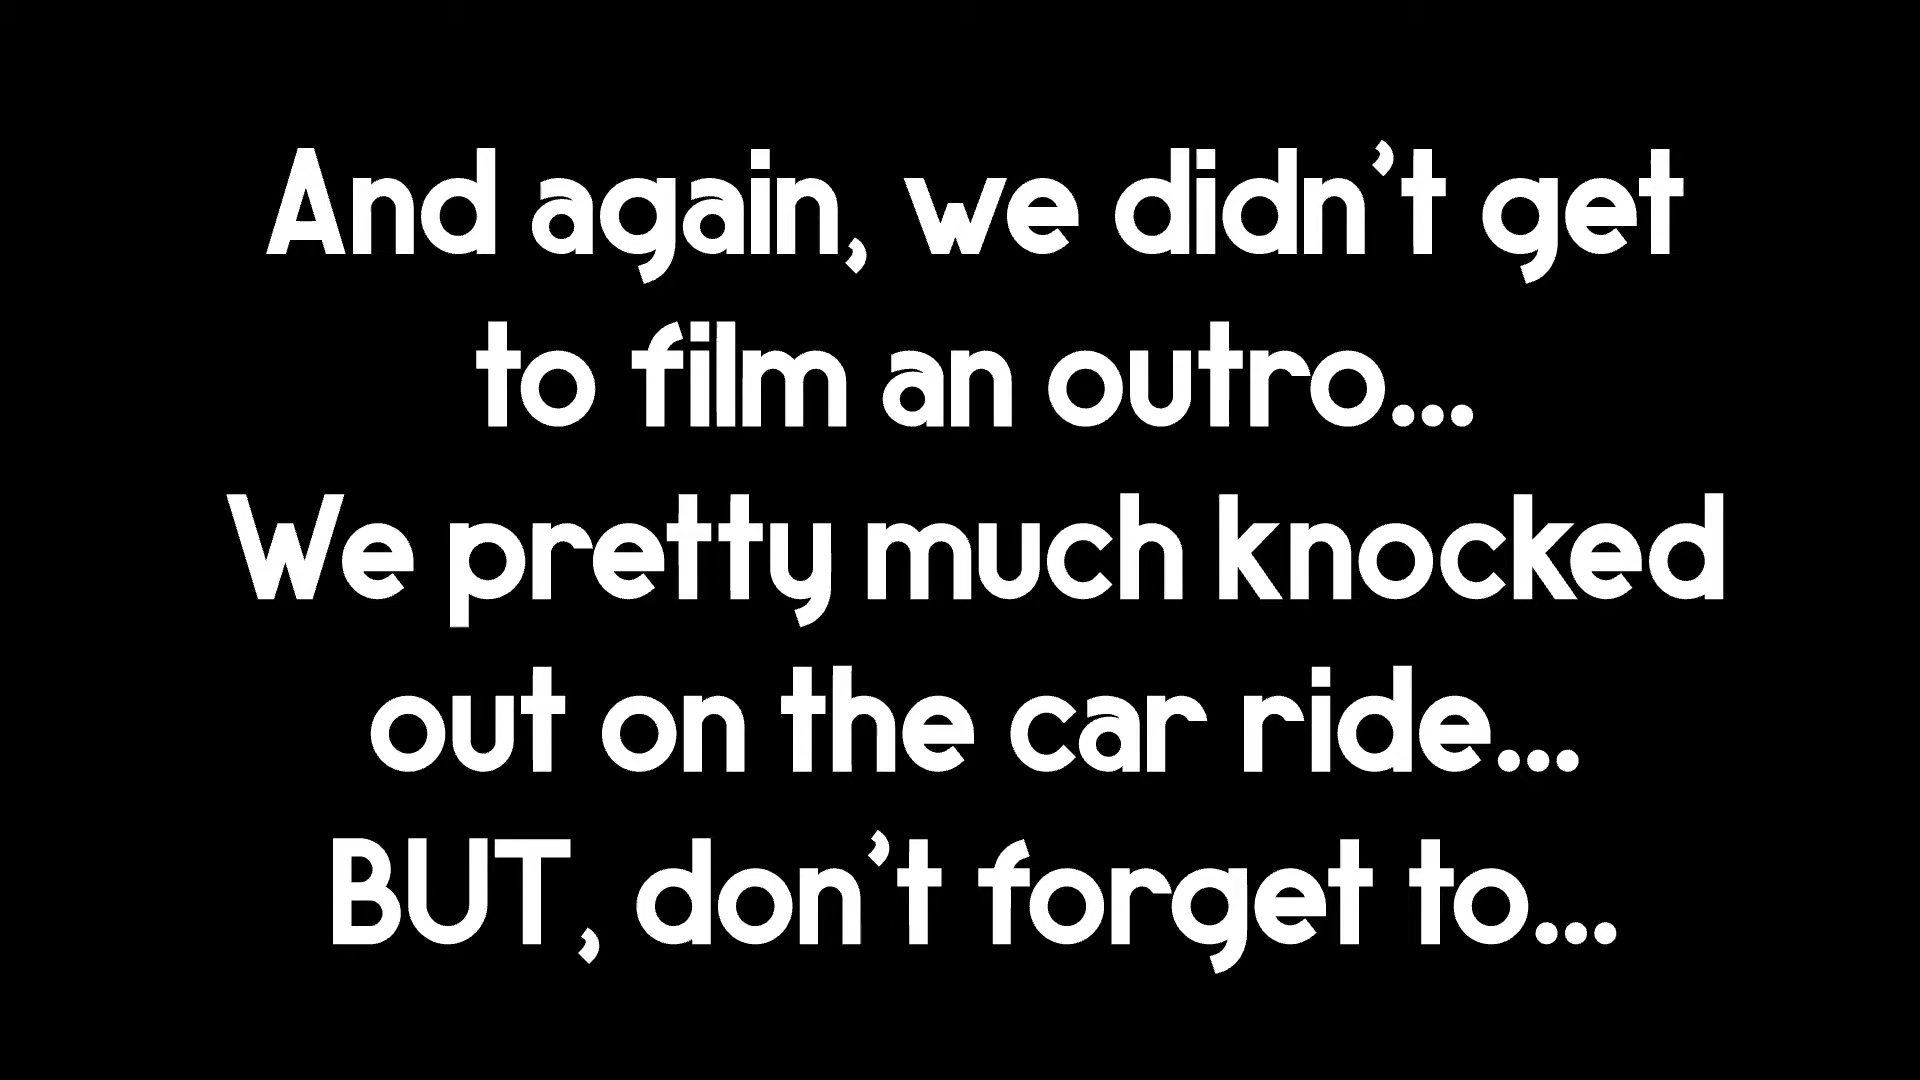 And again, we didn’t get
to film an outro...
We pretty much knocked
out on the car ride...
BUT, don’t forget to...